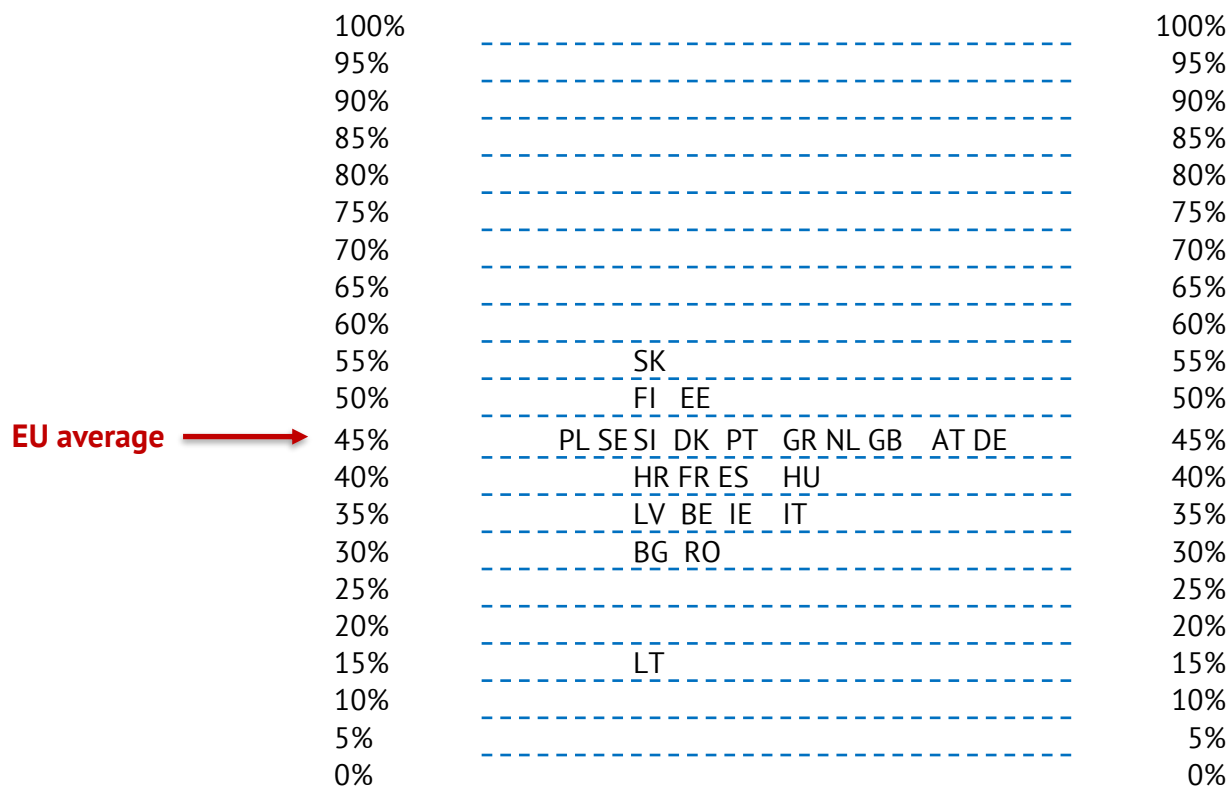 100% 100%
95% 95%
90% 90%
85% 85%
80% 80%
75% 75%
70% 70%
65% 65%
60% 60%
55% SK 55%
50% FI EE 50%
EU average 45% PL SE SI DK PT GR NL GB AT DE 45%
40% HR FR ES HU 40%
35% LV BE IE IT 35%
30% BG RO 30%
25% 25%
20% 20%
15% LT 15%
10% 10%
5% 5%
0% 0%